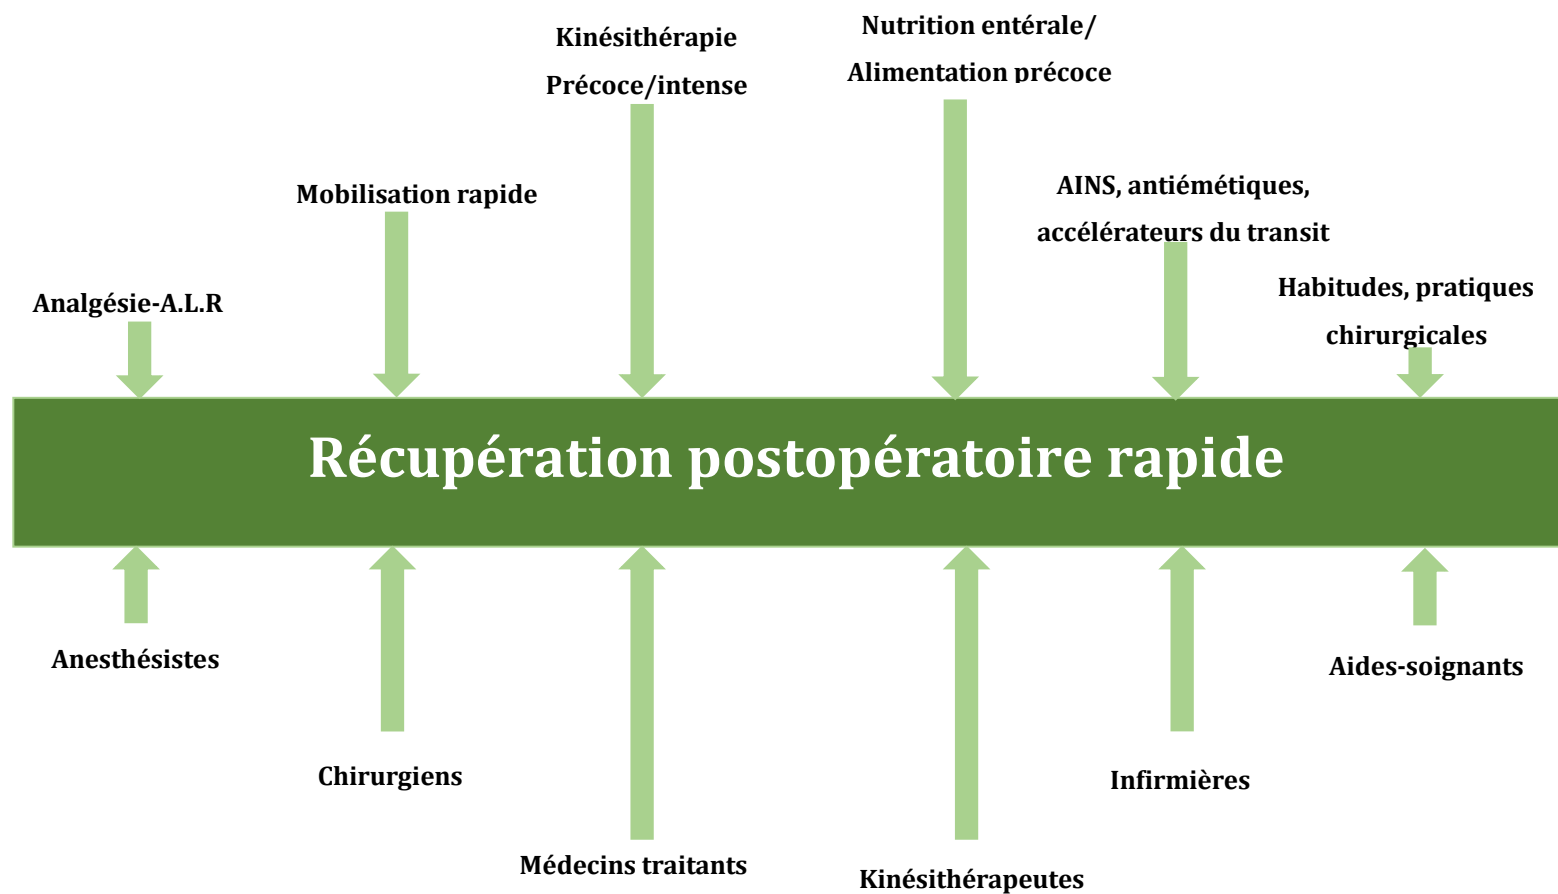 Kinésithérapie
Précoce/intense
Nutrition entérale/
Alimentation précoce
Mobilisation rapide
AINS, antiémétiques,
accélérateurs du transit
Analgésie-A.L.R
Habitudes, pratiques
chirurgicales
Récupération postopératoire rapide
Anesthésistes
Aides-soignants
Chirurgiens
Infirmières
Médecins traitants
Kinésithérapeutes